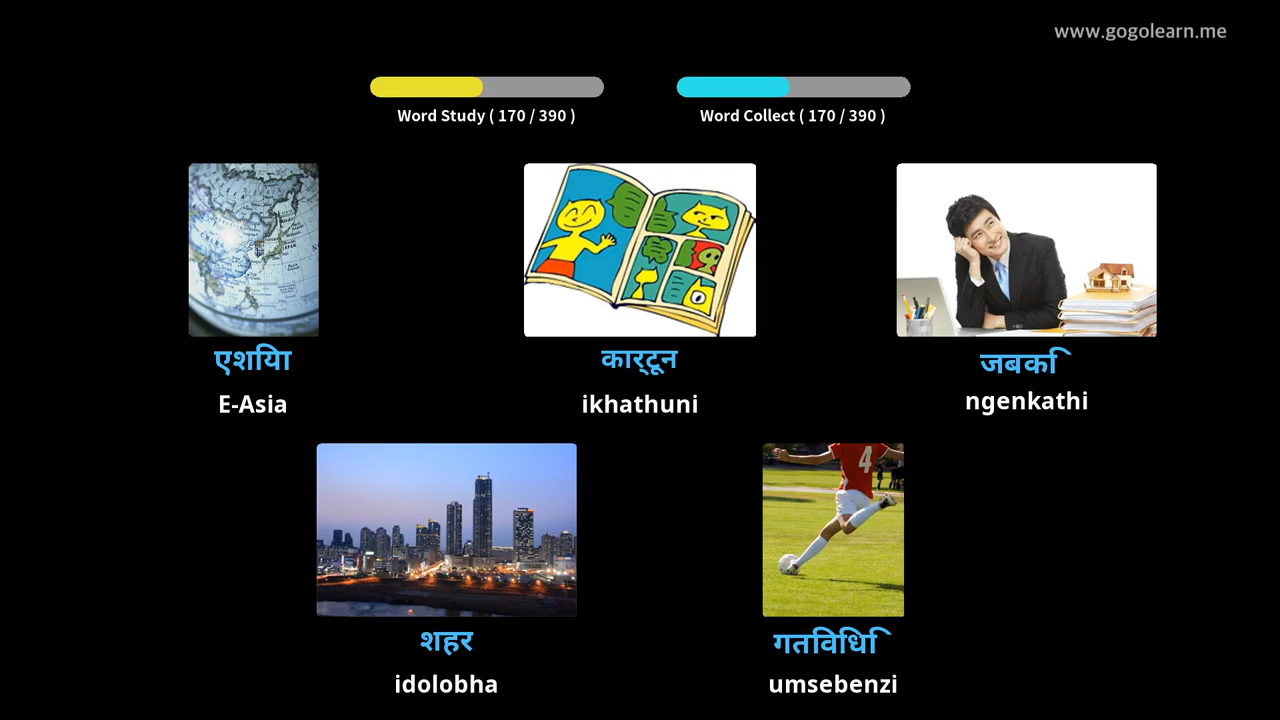 www.gogolearn.me
Word Study ( 170 / 390 )
Word Collect ( 170 / 390 )
एशिया
E-Asia
कार्टून
ikhathuni
जबकि
ngenkathi
शहर
idolobha
गतिविधि
umsebenzi
4